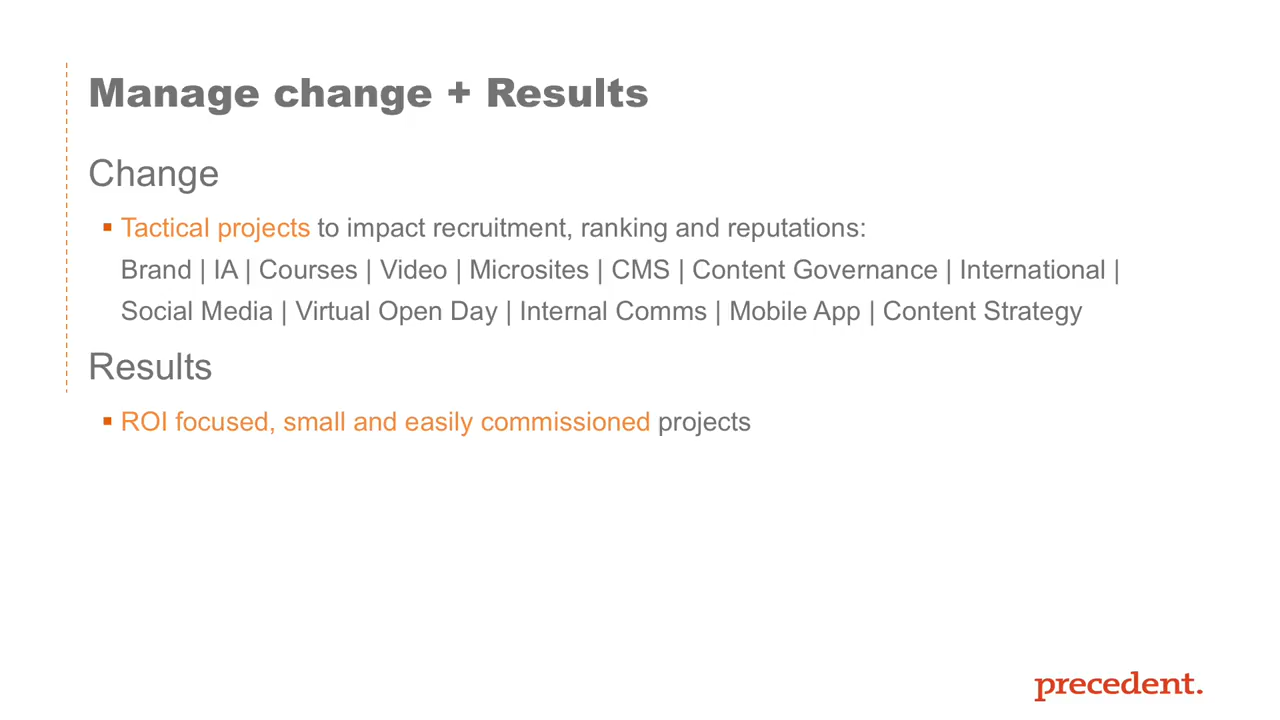 Manage change + Results
Change
Tactical projects to impact recruitment, ranking and reputations:
Brand | IA | Courses | Video | Microsites | CMS | Content Governance | International |
Social Media | Virtual Open Day | Internal Comms | Mobile App | Content Strategy
Results
ROI focused, small and easily commissioned projects
precedent.